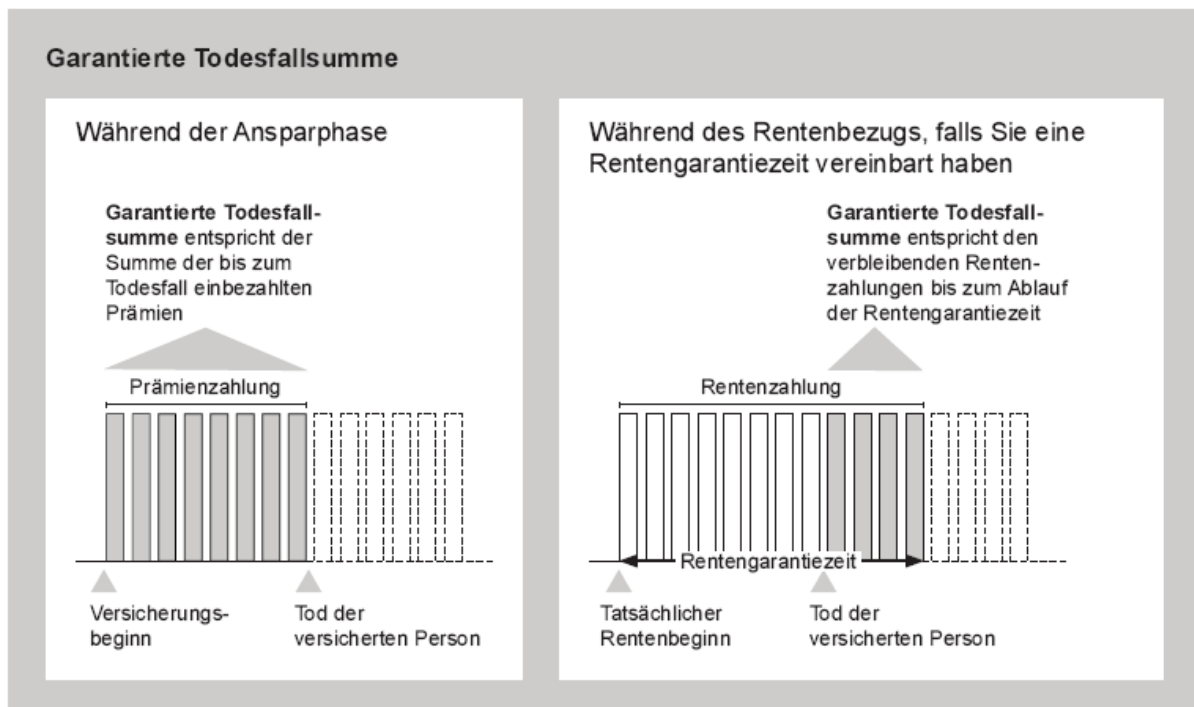 Garantierte Todesfallsumme
Während der Ansparphase
Garantierte Todesfall-
summe entspricht der
Summe der bis zum
Todesfall einbezahlten
Prämien
Prämienzahlung
Versicherungs-
beginn
Tod der
versicherten Person
Während des Rentenbezugs, falls Sie eine
Rentengarantiezeit vereinbart haben
Garantierte Todesfall-
summe entspricht den
verbleibenden Renten-
zahlungen bis zum Ablauf
der Rentengarantiezeit
Rentenzahlung
Rentengarantiezeit
Tatsächlicher
Rentenbeginn
Tod der
versicherten Person